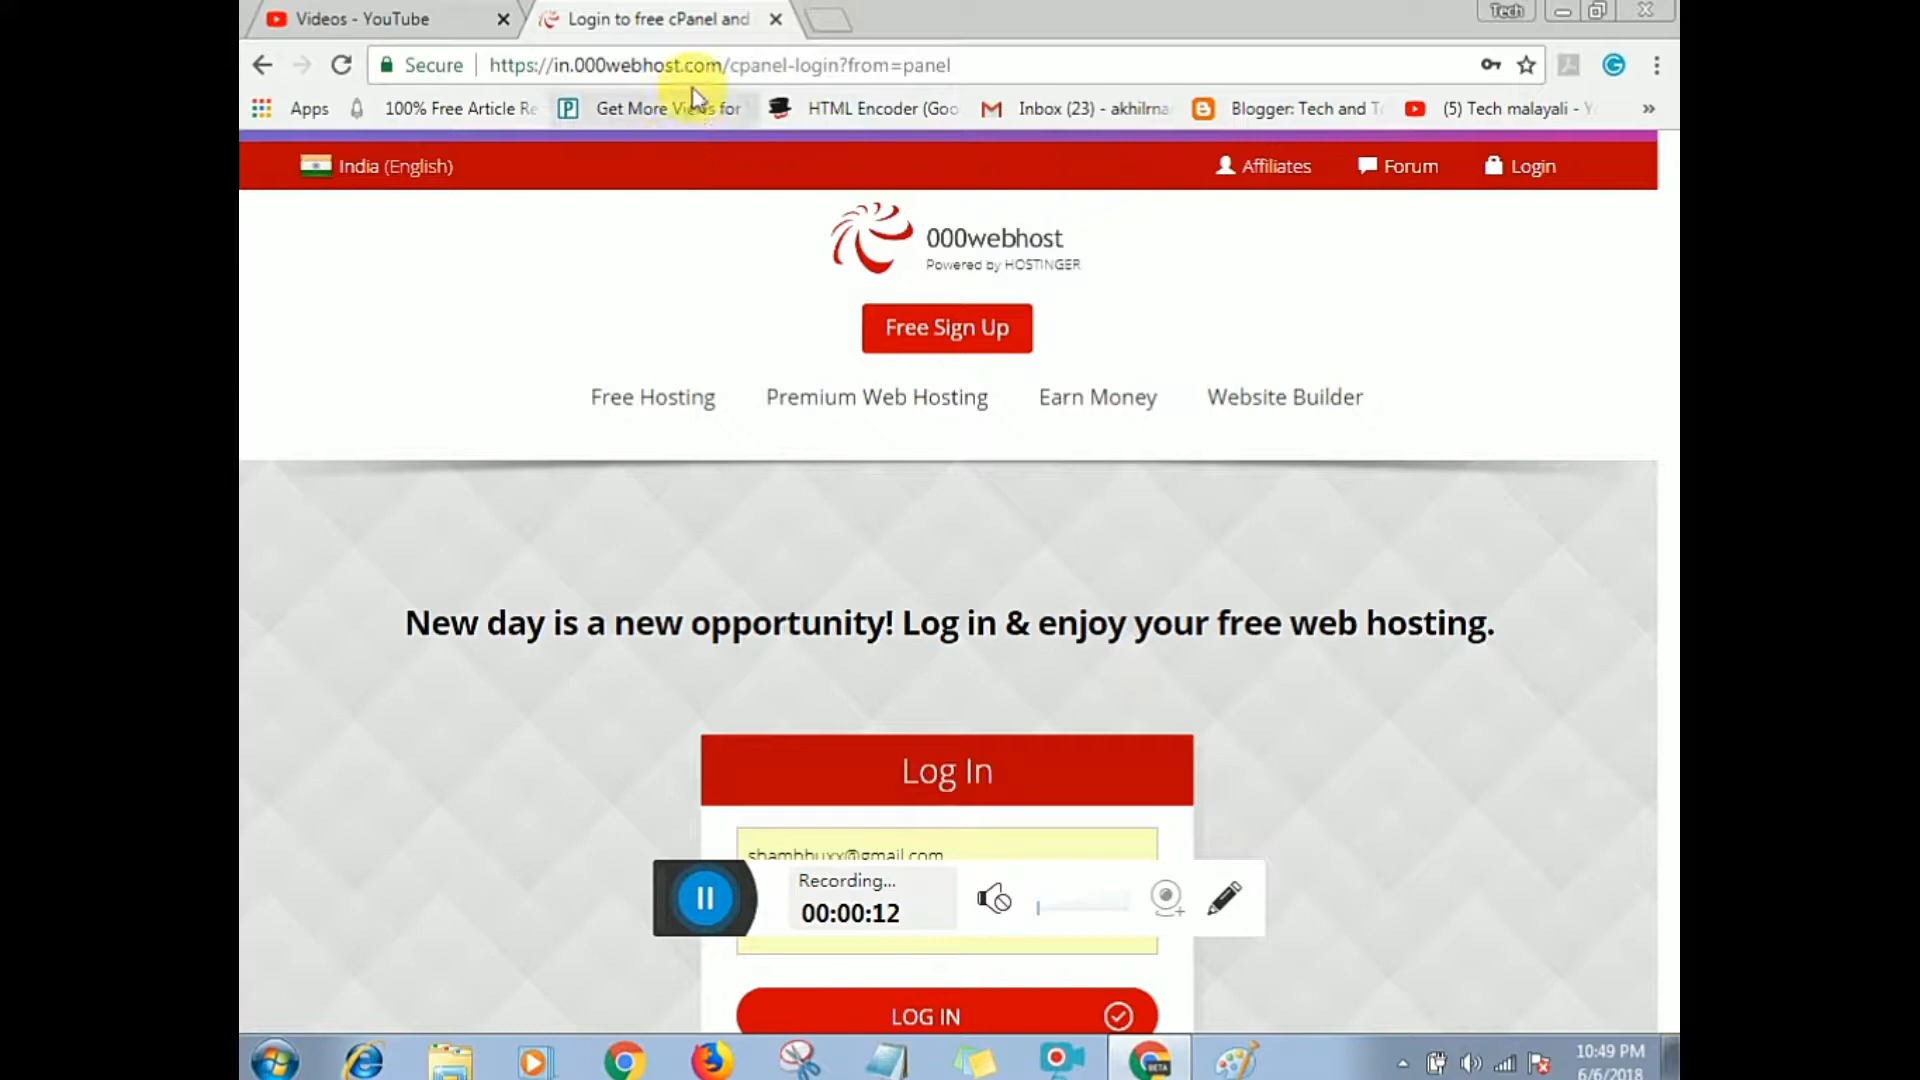 Videos - YouTube
Login to free cPanel and
Tech
Secure
https://in.000webhost.com/cpanel-login?from=panel
Apps
100% Free Article Re
Get More Views for
HTML Encoder (Goo
Inbox (23) - akhilrna
Blogger: Tech and T
(5) Tech malayali - Y
»
India (English)
Affiliates
Forum
Login
000webhost
Powered by HOSTINGER
Free Sign Up
Free Hosting
Premium Web Hosting
Earn Money
Website Builder
New day is a new opportunity! Log in & enjoy your free web hosting.
Log In
shambhuxx@gmail.com
Recording...
00:00:12
LOG IN
BETA
10:49 PM
6/6/2018